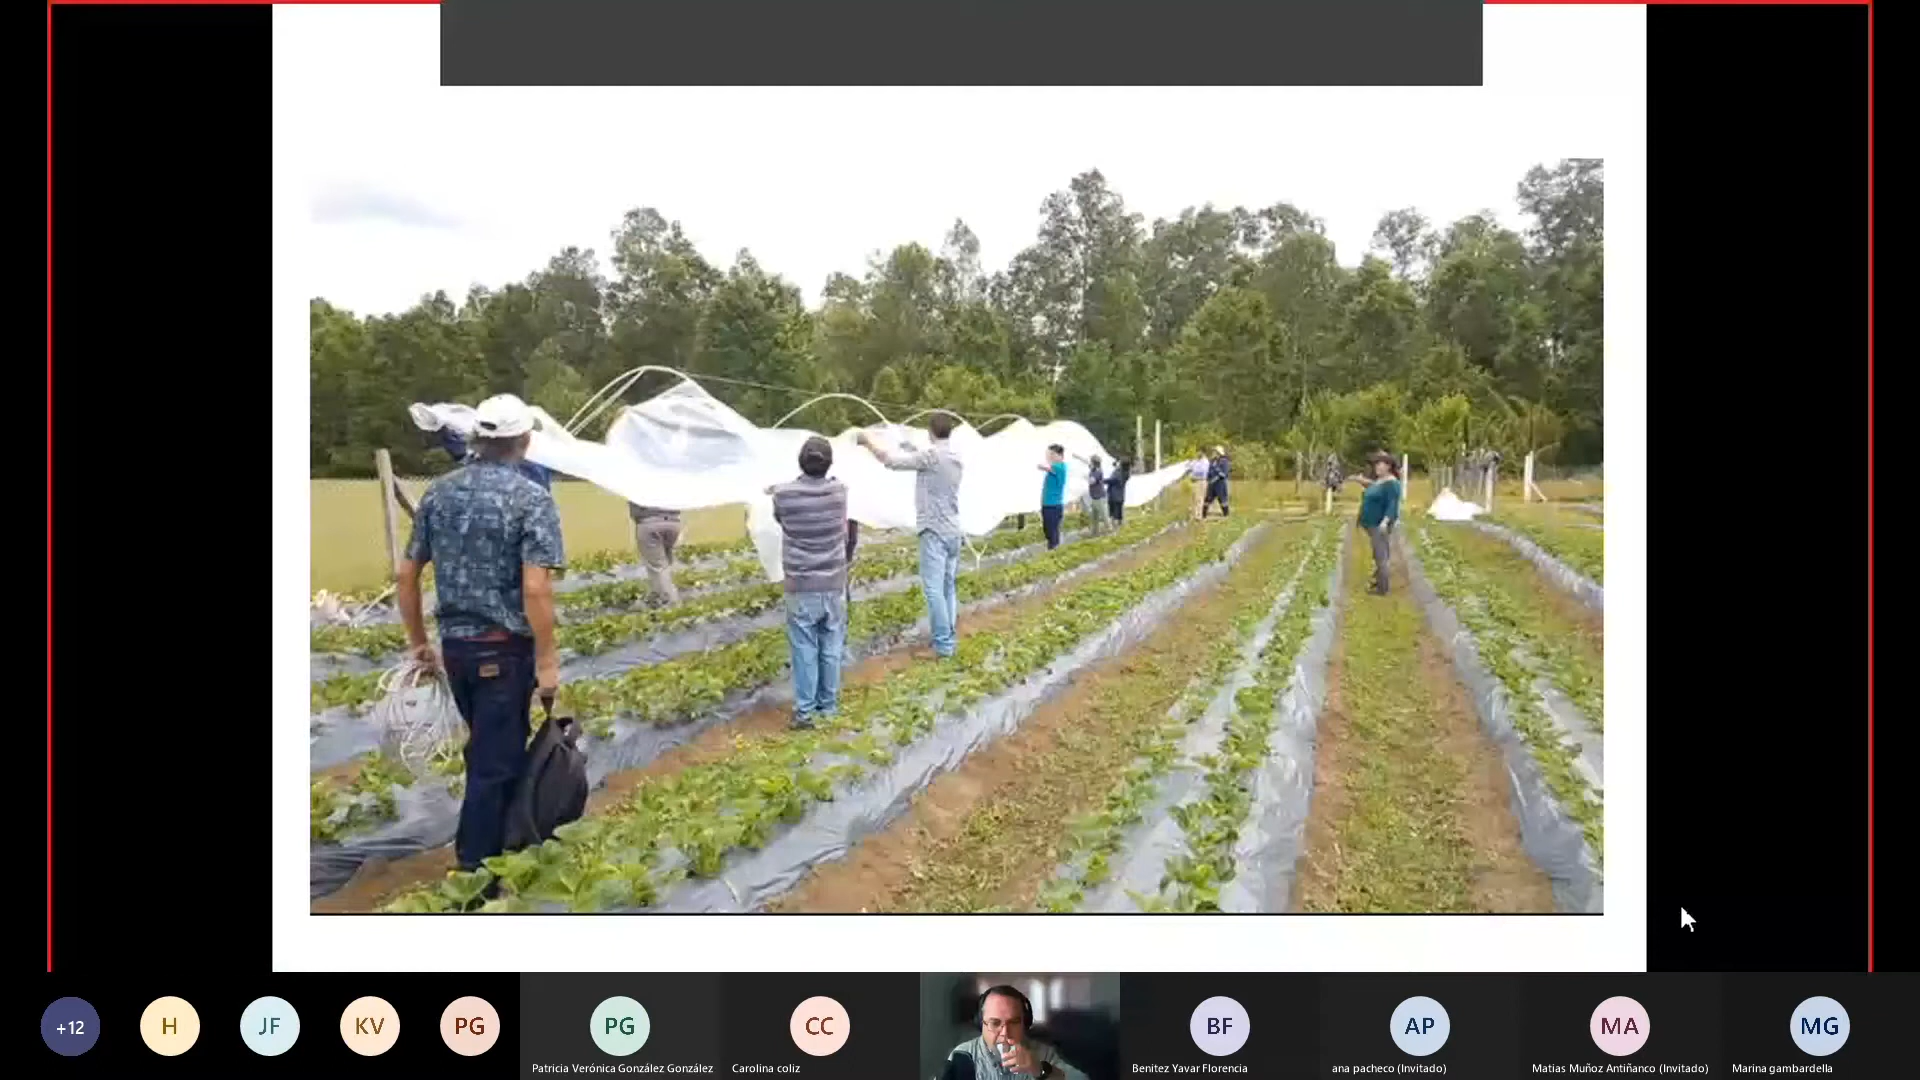 +12
H
JF
KV
PG
PG
Patricia Verónica González González
CC
Carolina coliz
BF
Benitez Yavar Florencia
AP
ana pacheco (Invitado)
MA
Matias Muñoz Antiñanco (Invitado)
MG
Marina gambardella